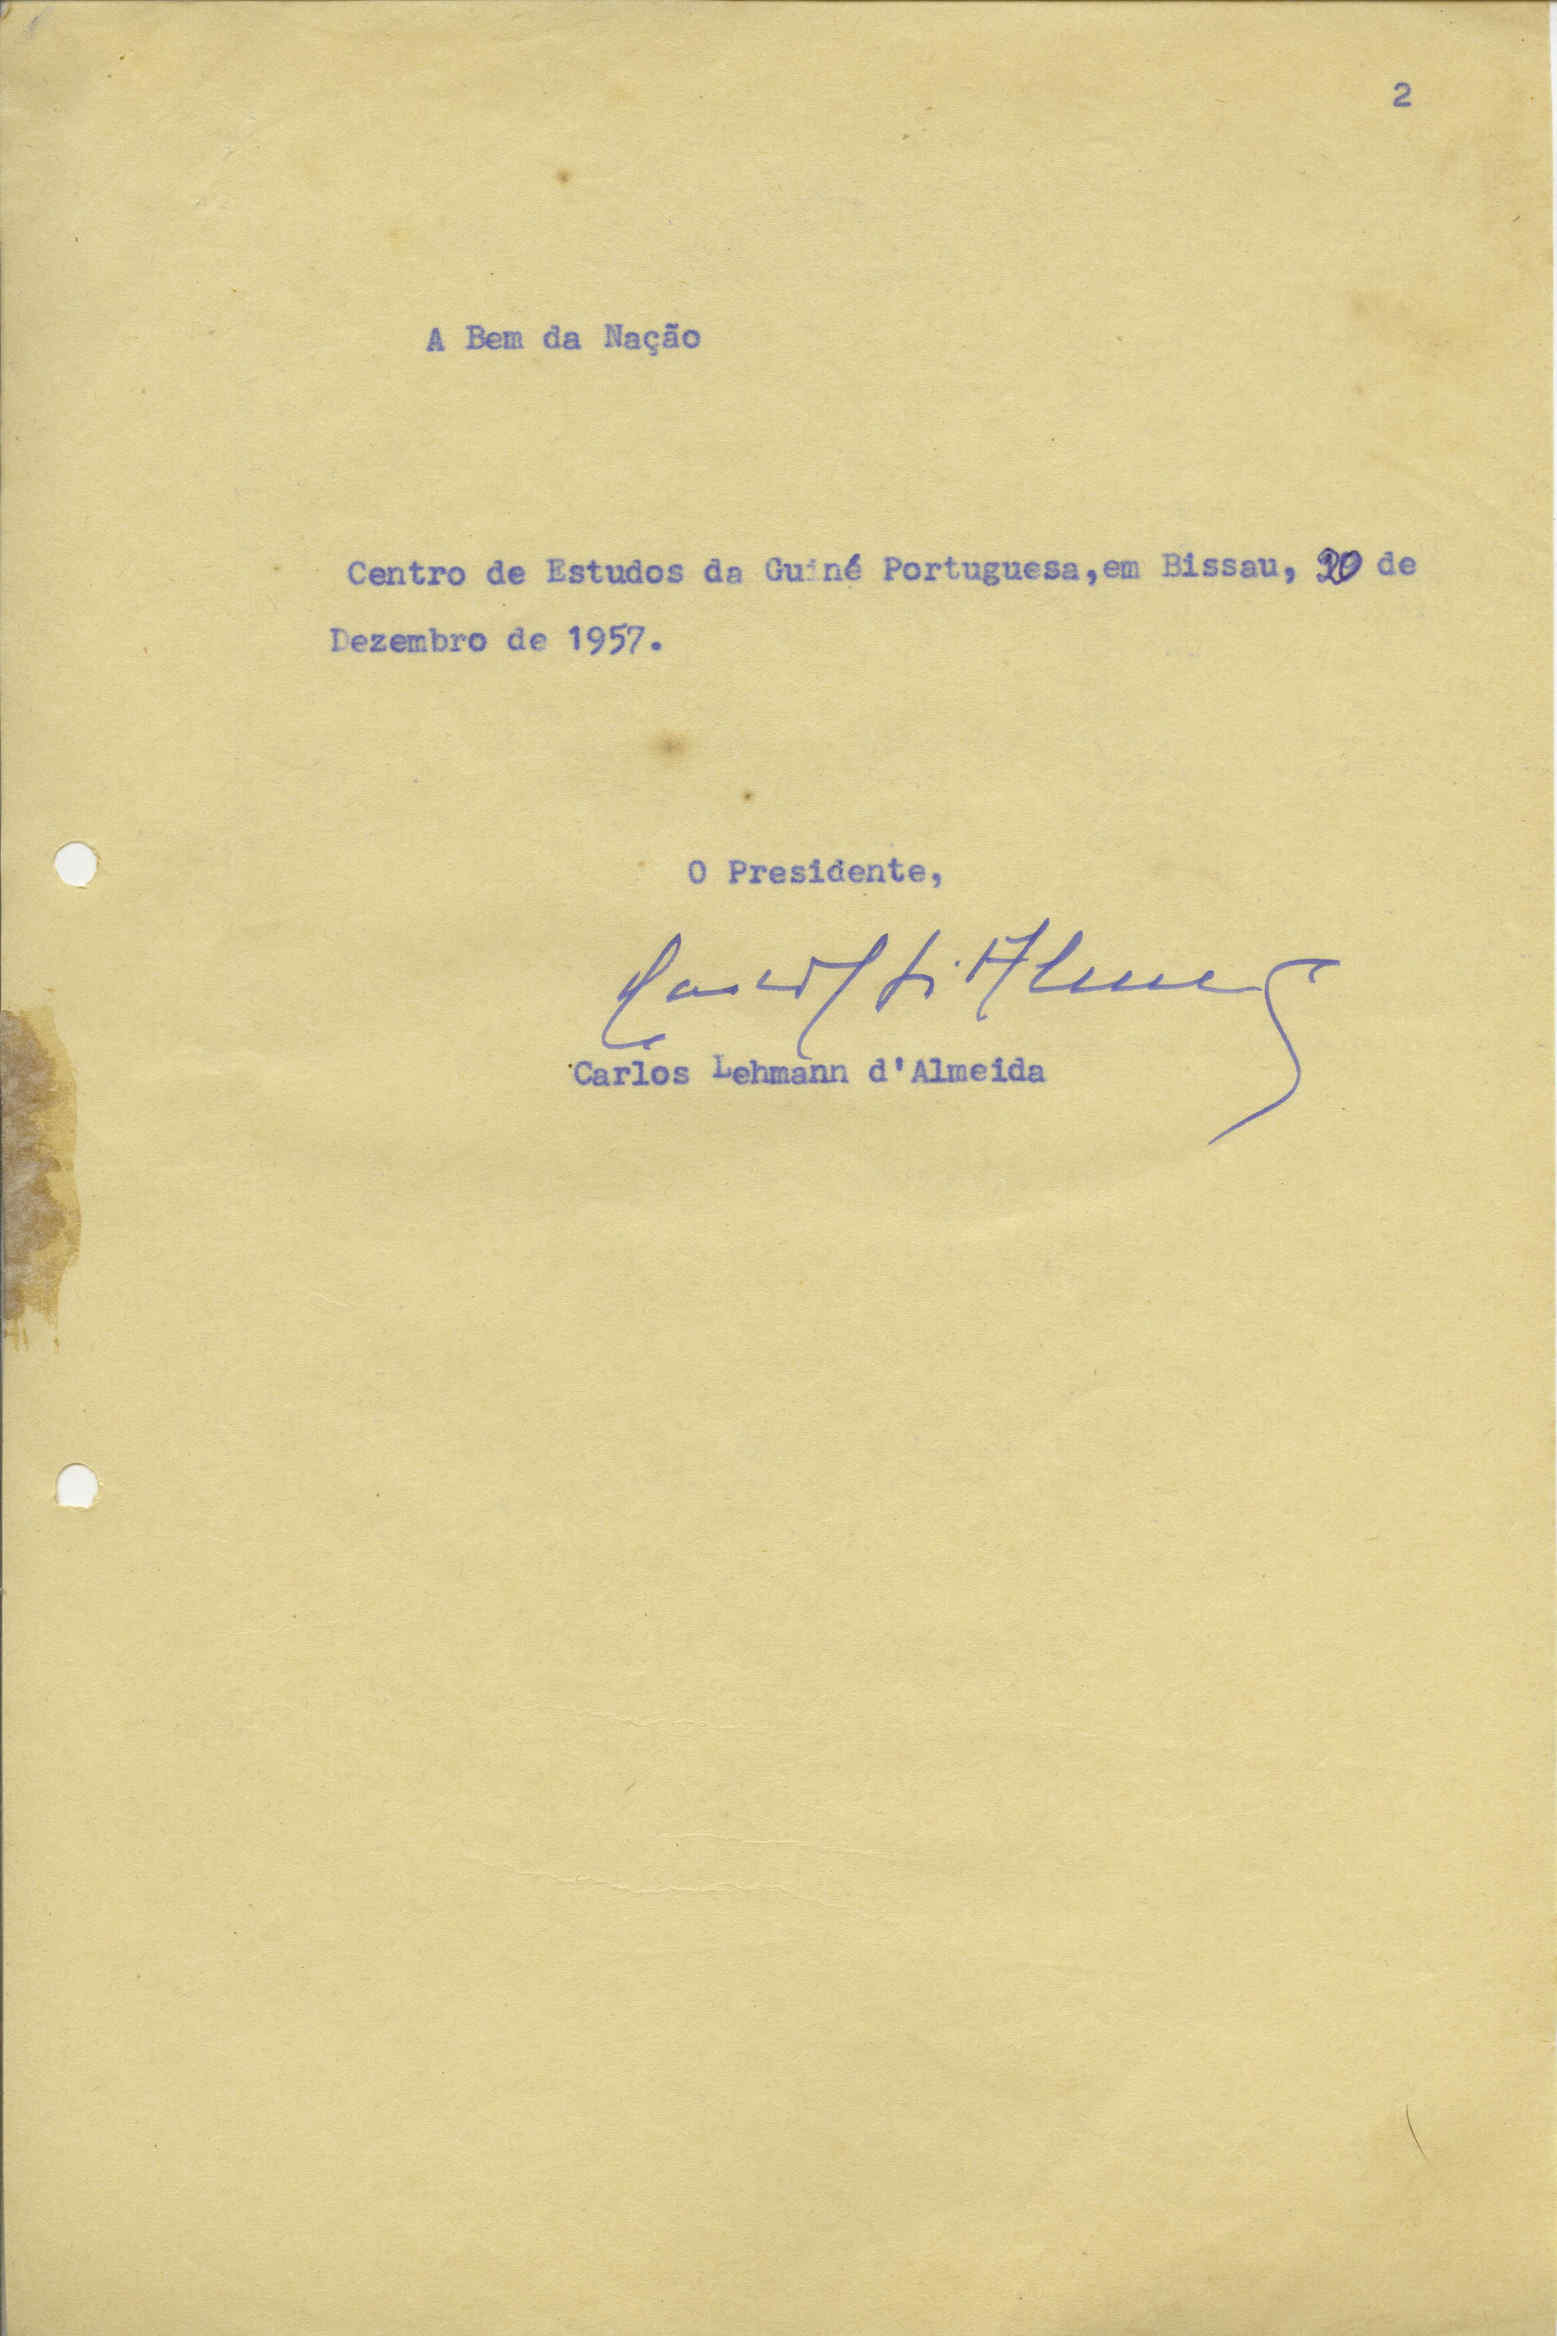 2
A Bem da Nação
Centro de Estudos da Guiné Portuguesa,em Bissau, 20 de
Dezembro de 1957.
O Presidente,
Carlos Lehmann d'Almeida